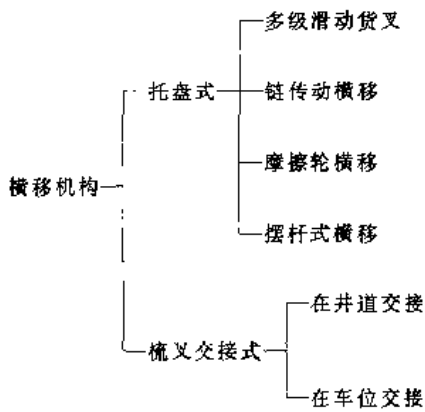 多级滑动货叉
托盘式
链传动横移
摩擦轮横移
横移机构
摆杆式横移
在井道交接
梳叉交接式
在车位交接